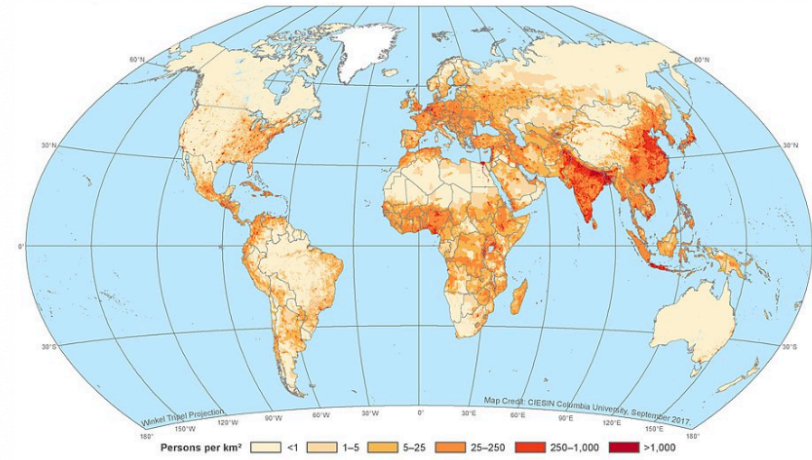 60°N
60°N
30°N
30°N
0°
0°
30°S
30°S
Winkel Tripel Projection
Map Credit: CIESIN Columbia University, September 2017.
180°
150°W
120°W
90°W
60°W
30°W
0°
30°E
60°E
90°E
120°E
150°E
180°
Persons per km² <1 1–5 5–25 25–250 250–1,000 >1,000